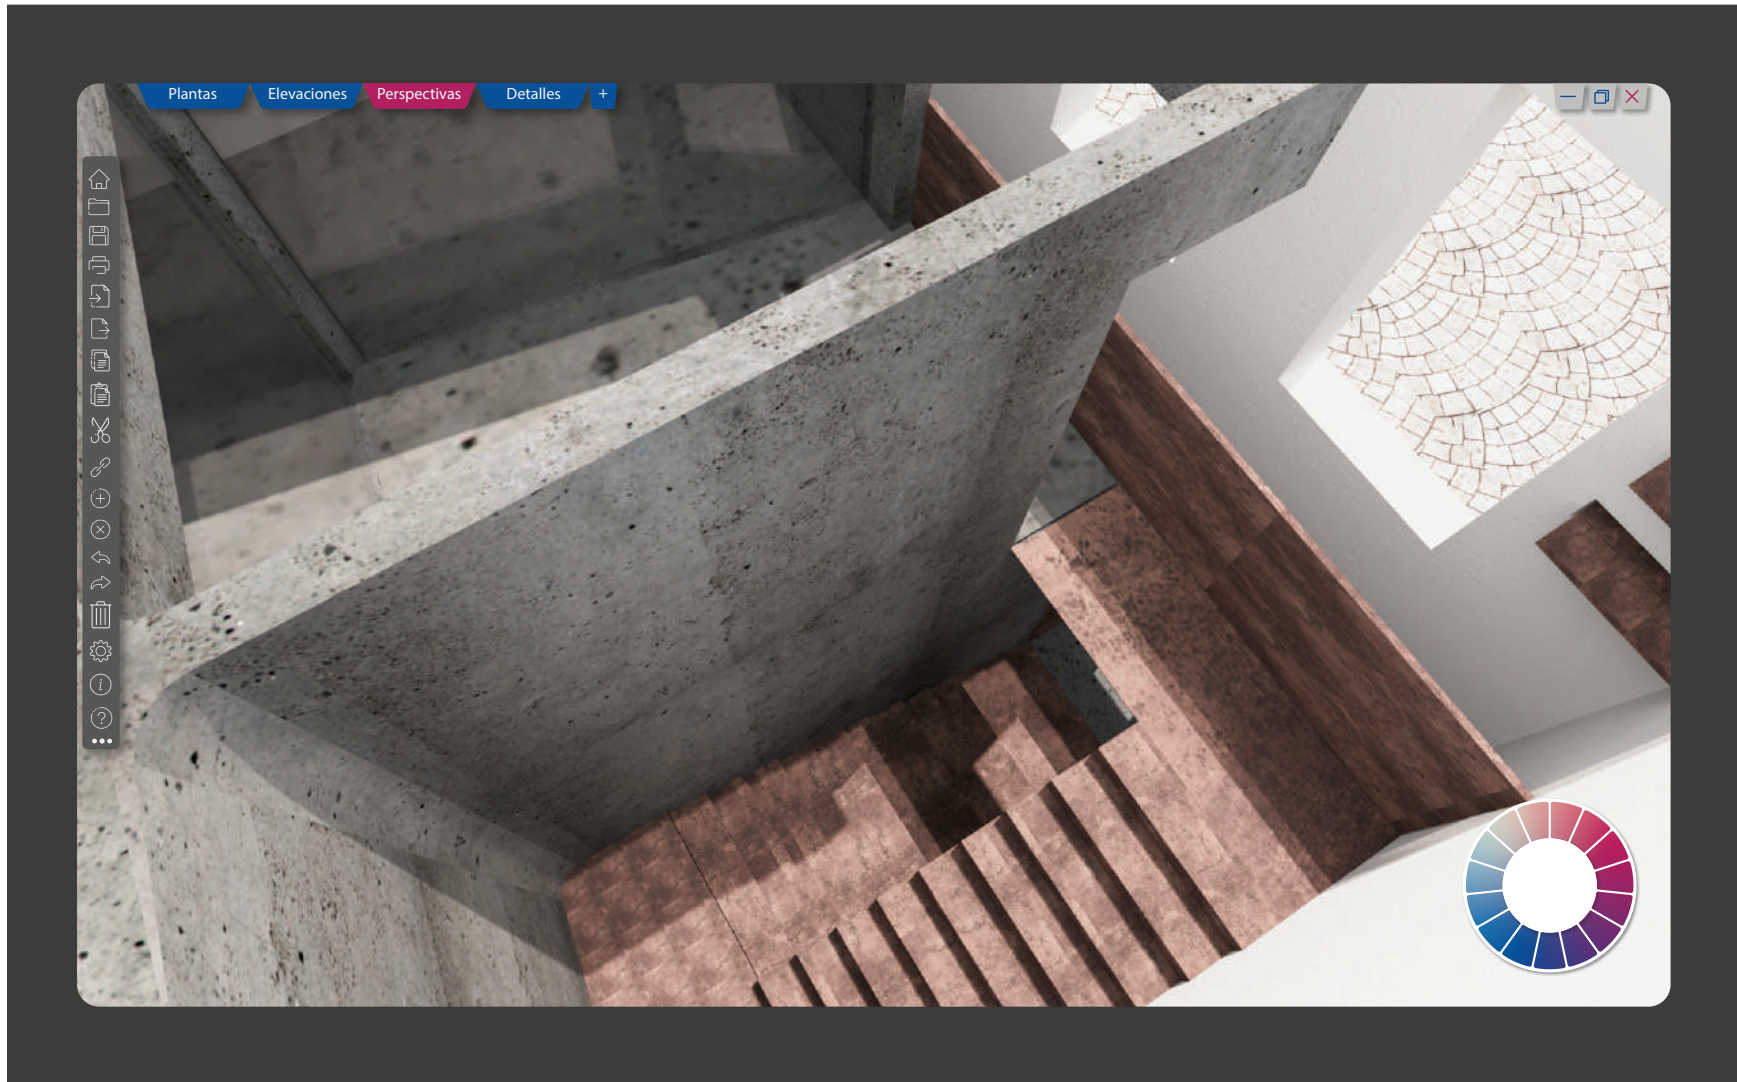 Plantas
Elevaciones
Perspectivas
Detalles
+
i
?